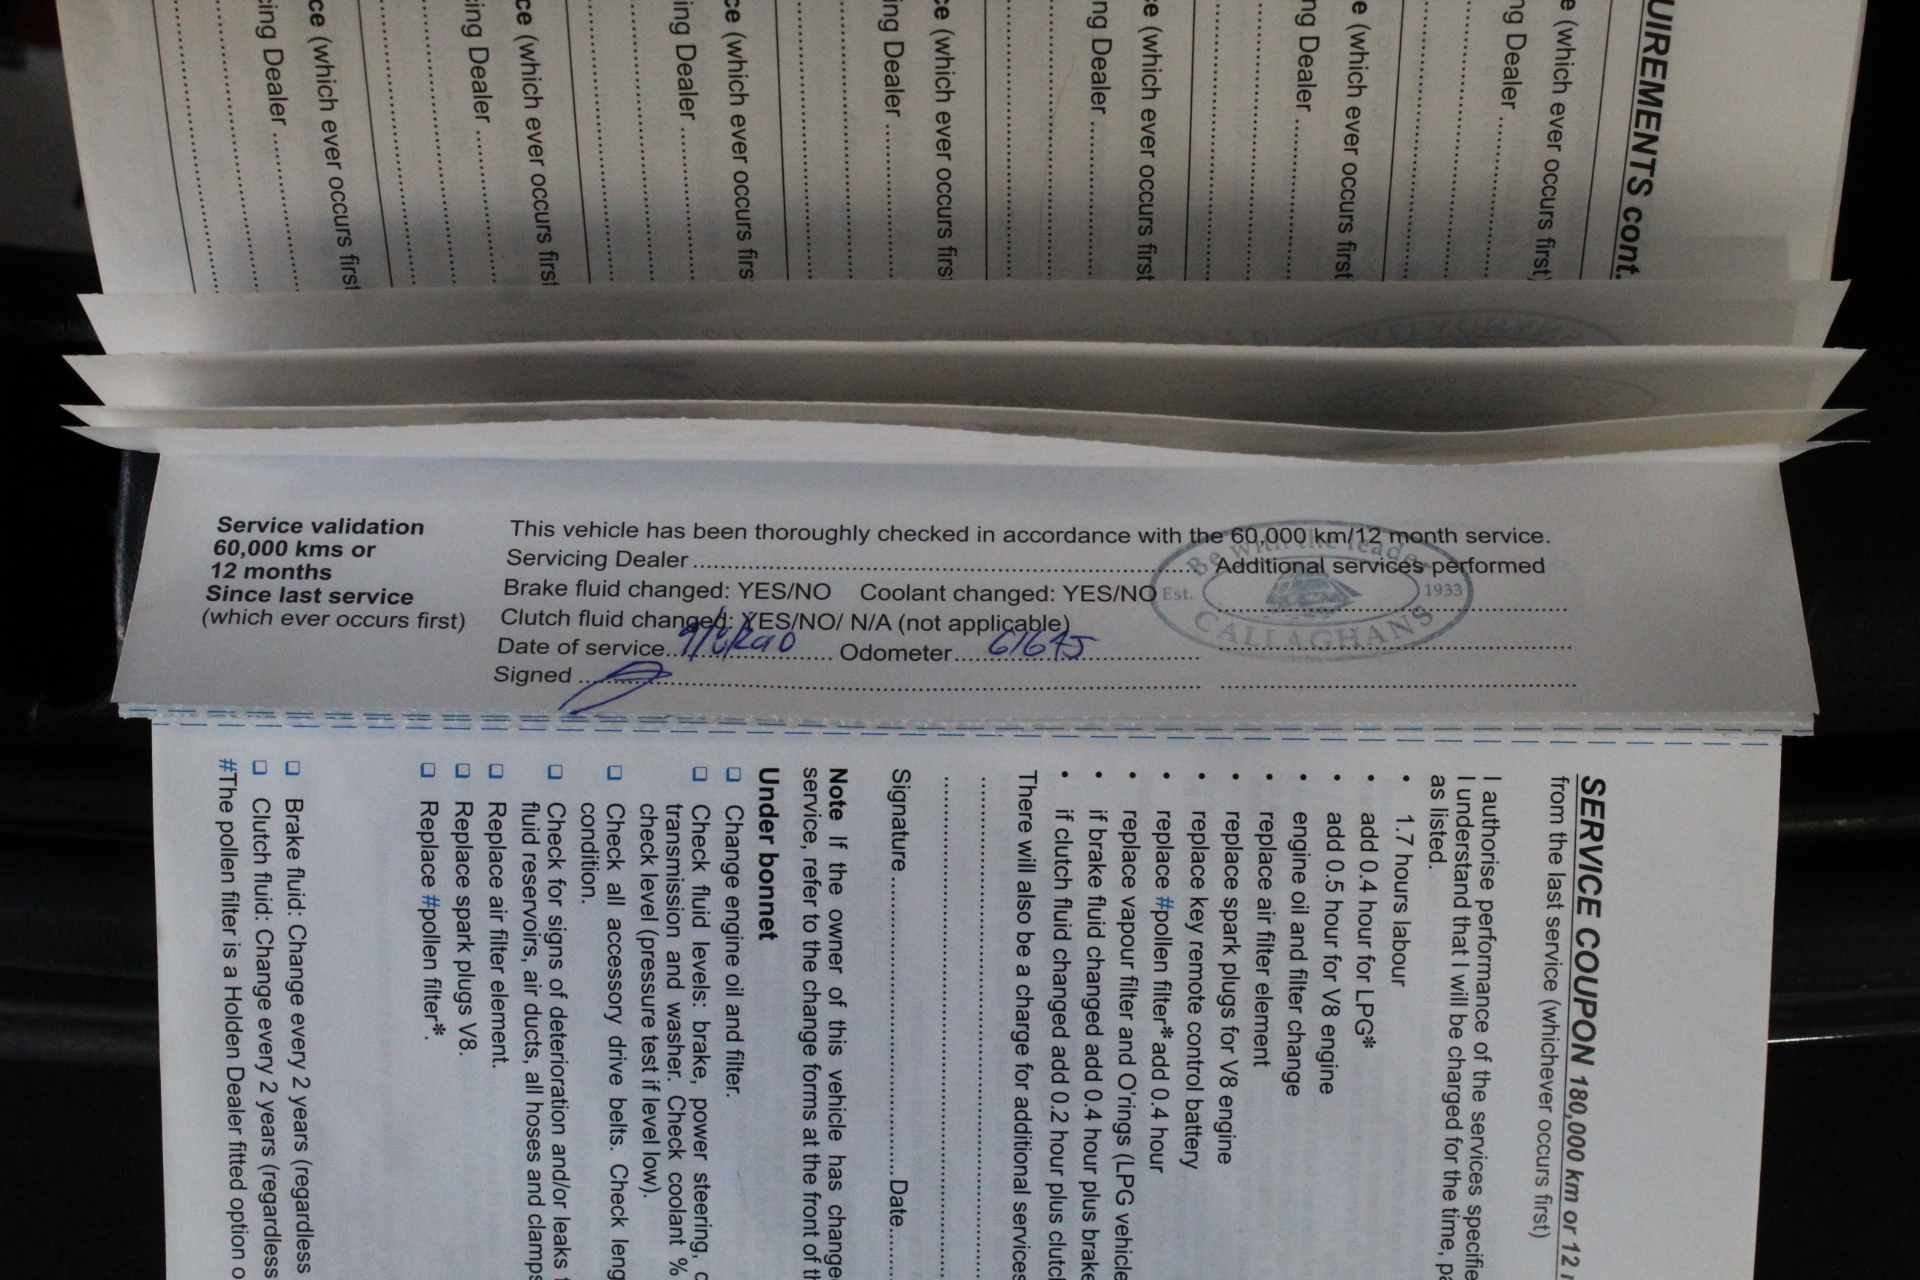 UIREMENTS cont.
e (which ever occurs first)
ng Dealer
e (which ever occurs first
ng Dealer
ce (which ever occurs first
ng Dealer
ce (which ever occurs first
ing Dealer
ce (which ever occurs firs
ing Dealer
ce (which ever occurs first
cing Dealer
ce (which ever occurs first
cing Dealer
Service validation
60,000 kms or
12 months
Since last service
(which ever occurs first)
This vehicle has been thoroughly checked in accordance with the 60,000 km/12 month service.
Servicing Dealer
Additional services performed
Brake fluid changed: YES/NO Coolant changed: YES/NO
Clutch fluid changed: YES/NO/ N/A (not applicable)
Date of service Odometer 61645
Signed
Be with the leader
Est. 1933
CALLAGHANS
SERVICE COUPON 180,000 km or 12
from the last service (whichever occurs first)
I authorise performance of the services specifie
I understand that I will be charged for the time, pa
as listed.
• 1.7 hours labour
• add 0.4 hour for LPG*
• add 0.5 hour for V8 engine
• engine oil and filter change
• replace air filter element
• replace spark plugs for V8 engine
• replace key remote control battery
• replace #pollen filter* add 0.4 hour
• replace vapour filter and O'rings (LPG vehicle
• if brake fluid changed add 0.4 hour plus brake
• if clutch fluid changed add 0.2 hour plus clutc
There will also be a charge for additional services
Signature Date
Note If the owner of this vehicle has change
service, refer to the change forms at the front of th
Under bonnet
❑ Change engine oil and filter.
❑ Check fluid levels: brake, power steering, c
transmission and washer. Check coolant %
check level (pressure test if level low).
❑ Check all accessory drive belts. Check leng
condition.
❑ Check for signs of deterioration and/or leaks
fluid reservoirs, air ducts, all hoses and clamps
❑ Replace air filter element.
❑ Replace spark plugs V8.
❑ Replace #pollen filter*.
❑ Brake fluid: Change every 2 years (regardless
❑ Clutch fluid: Change every 2 years (regardless
#The pollen filter is a Holden Dealer fitted option o